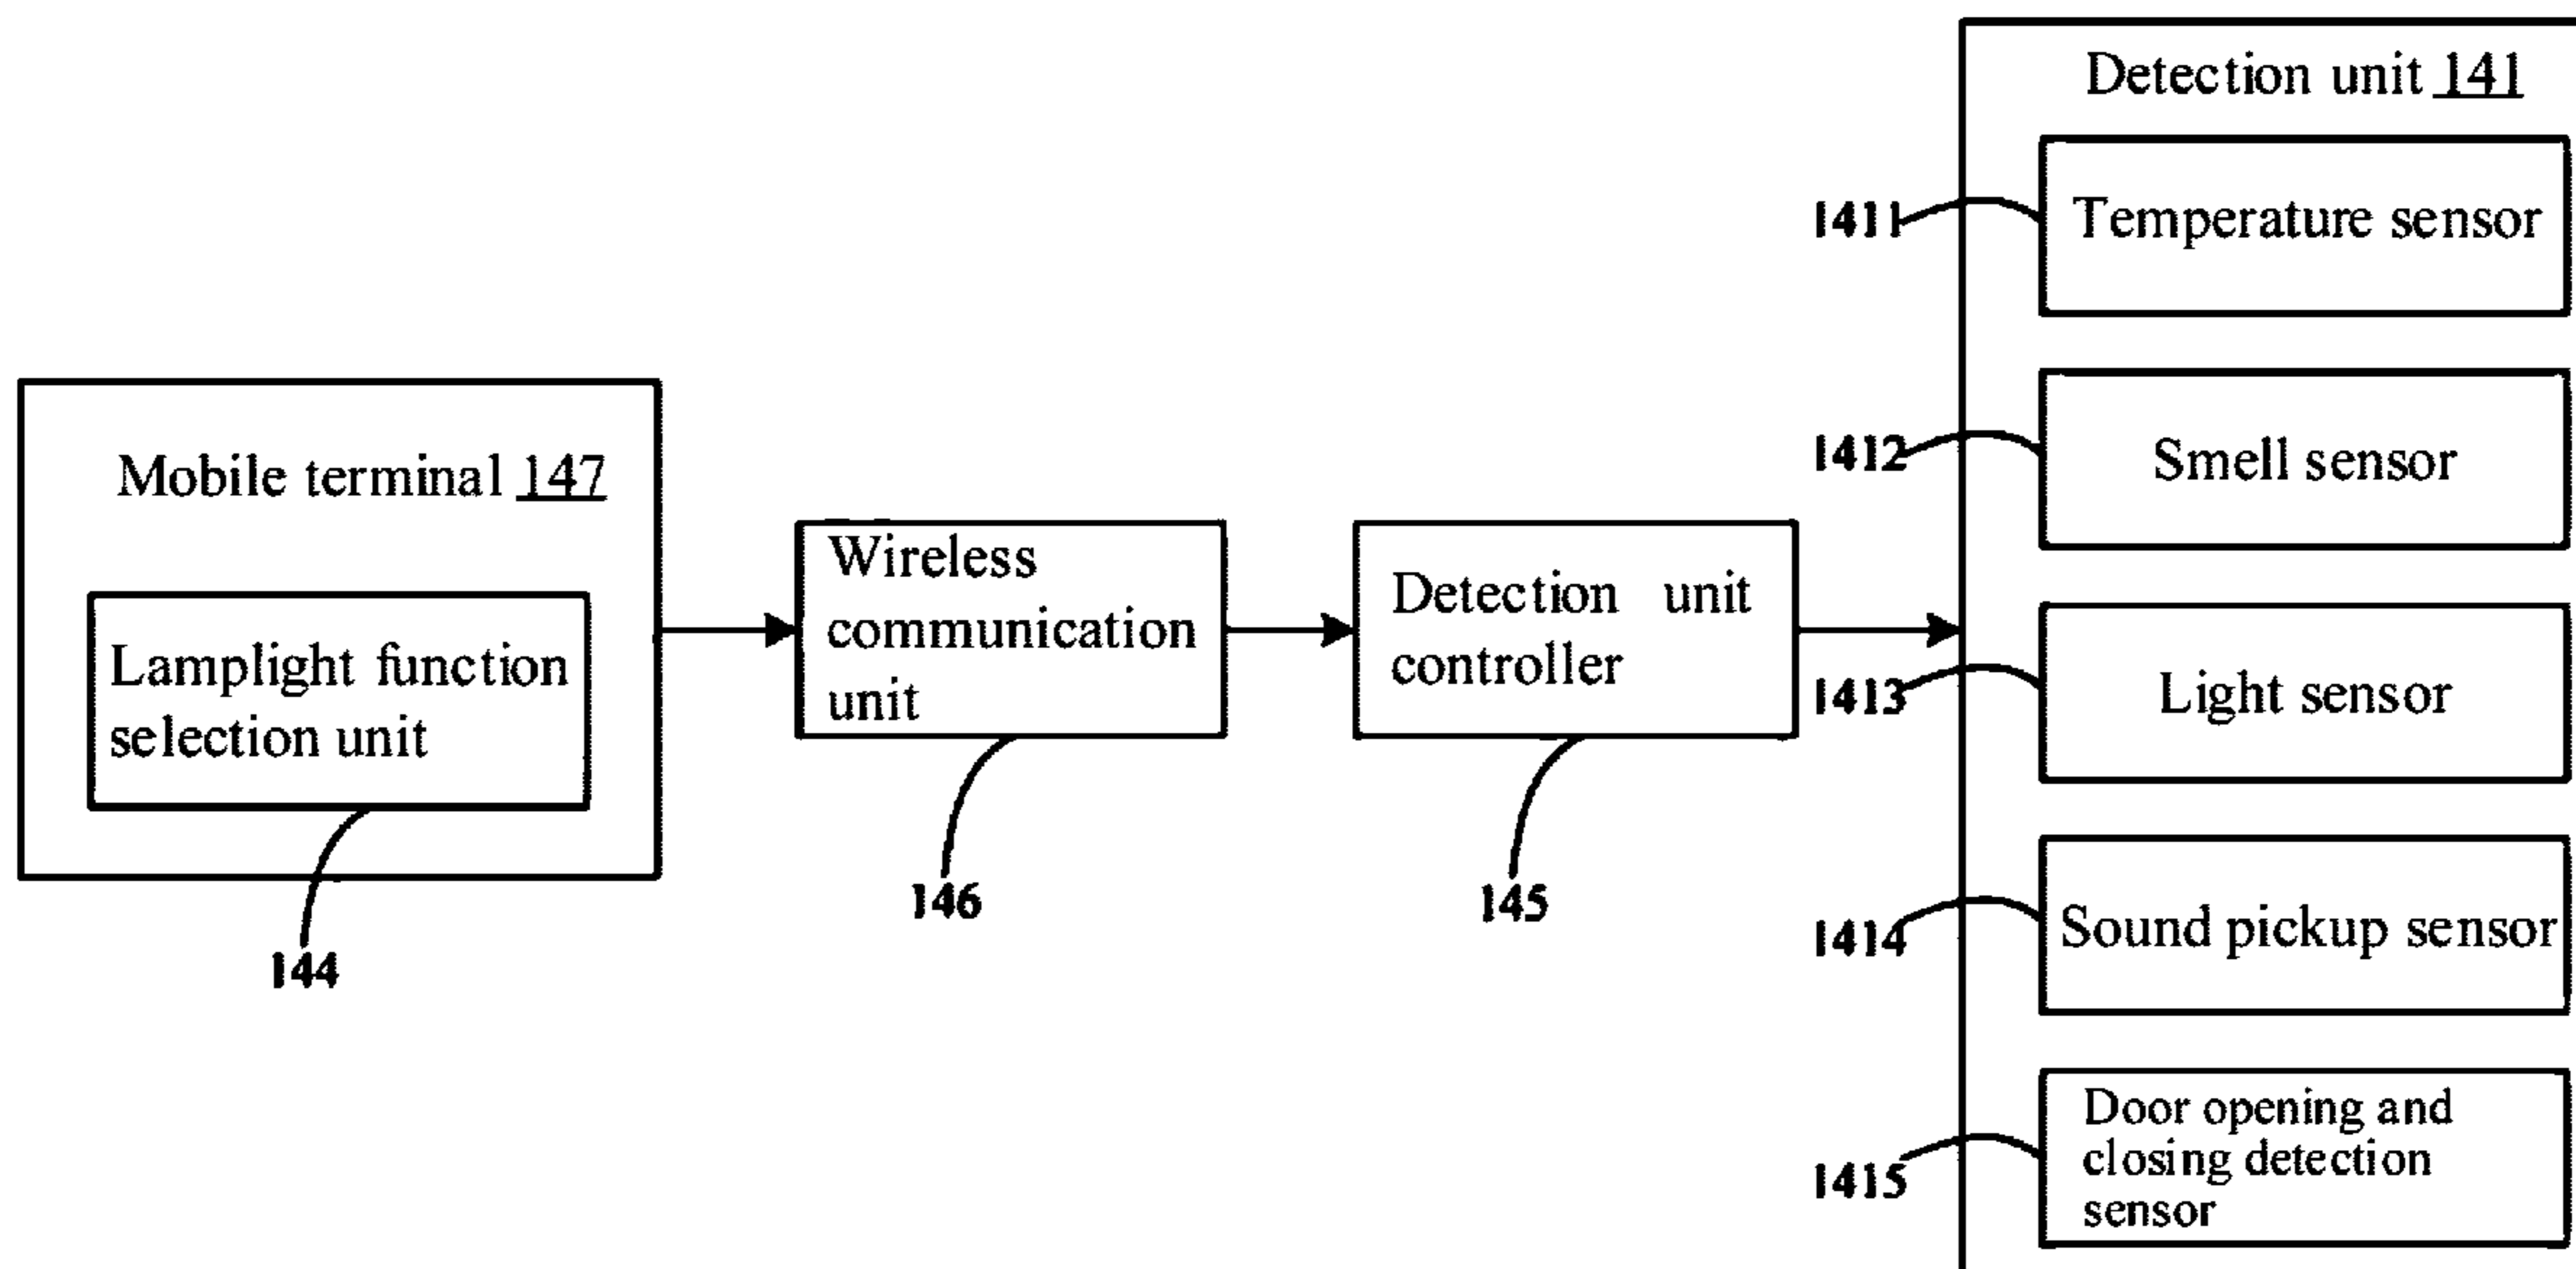 Detection unit 141
1411
Temperature sensor
1412
Smell sensor
Mobile terminal 147
Lamplight function
selection unit
144
Wireless
communication
unit
146
Detection unit
controller
145
1413
Light sensor
1414
Sound pickup sensor
1415
Door opening and
closing detection
sensor